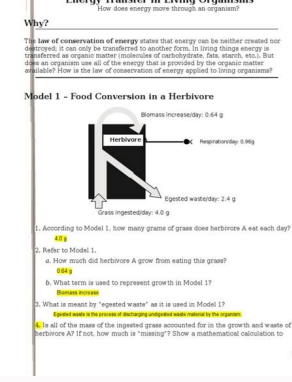 Energy Transfer in Living Organisms
How does energy move through an organism?
Why?
The law of conservation of energy states that energy can be neither created nor
destroyed; it can only be transferred to another form. In living things energy is
transferred as organic matter (molecules of carbohydrate, fats, starch, etc.). But
does an organism use all of the energy that is provided by the organic matter
available? How is the law of conservation of energy applied to living organisms?
Model 1 – Food Conversion in a Herbivore
Biomass increase/day: 0.64 g
Herbivore
Respiration/day: 0.96g
Egested waste/day: 2.4 g
Grass ingested/day: 4.0 g
1. According to Model 1, how many grams of grass does herbivore A eat each day?
4.0 g
2. Refer to Model 1.
a. How much did herbivore A grow from eating this grass?
0.64 g
b. What term is used to represent growth in Model 1?
Biomass increase
3. What is meant by "egested waste" as it is used in Model 1?
Egested waste is the process of discharging undigested waste material by the organism.
4. Is all of the mass of the ingested grass accounted for in the growth and waste of
herbivore A? If not, how much is "missing"? Show a mathematical calculation to